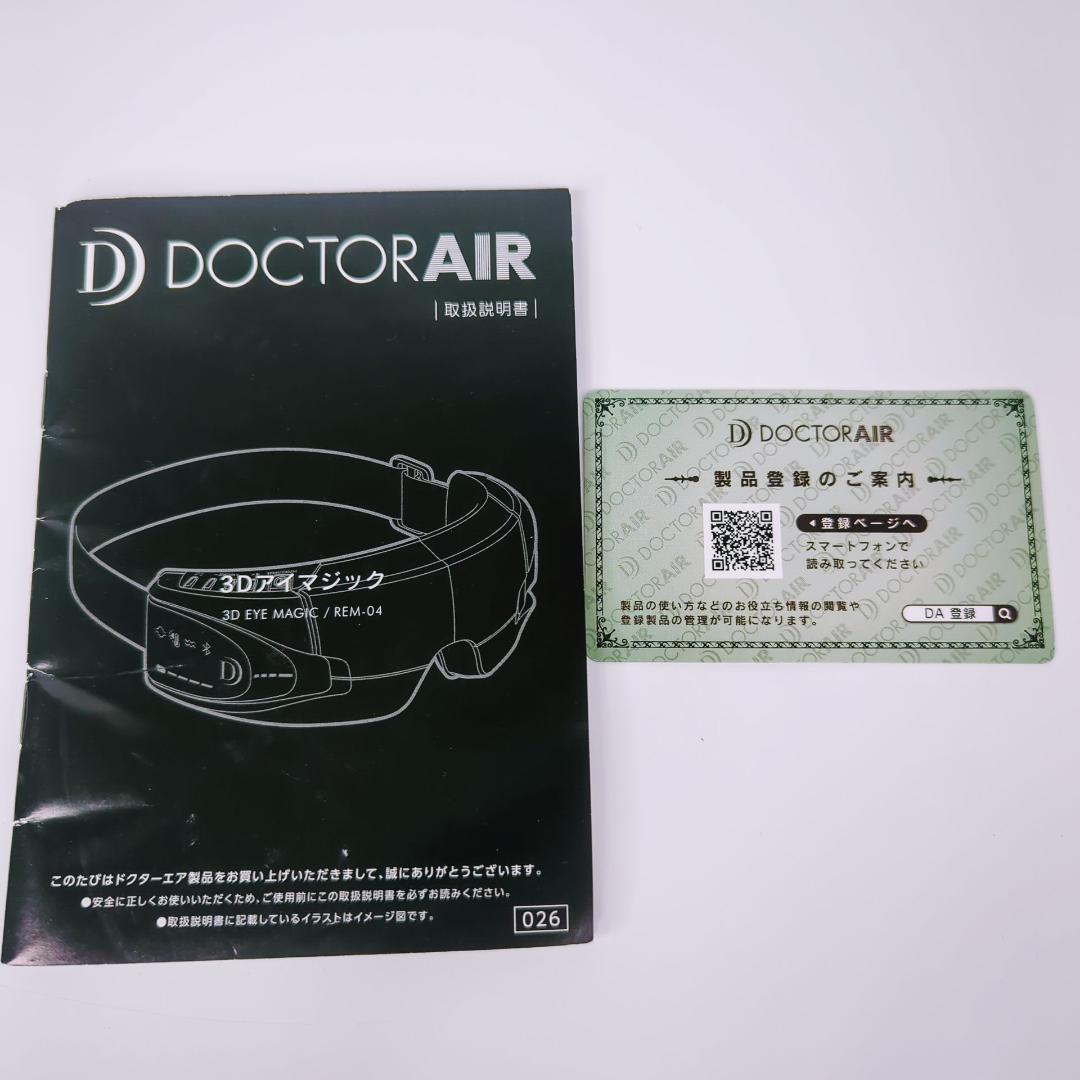 DOCTORAIR
取扱説明書
3Dアイマジック
3D EYE MAGIC / REM-04
D
このたびはドクターエア製品をお買い上げいただきまして、誠にありがとうございます。
●安全に正しくお使いいただくため、ご使用前にこの取扱説明書を必ずお読みください。
●取扱説明書に記載しているイラストはイメージ図です。
026
DOCTORAIR
製品登録のご案内
登録ページへ
スマートフォンで
読み取ってください
製品の使い方などのお役立ち情報の閲覧や
登録製品の管理が可能になります。
DA 登録